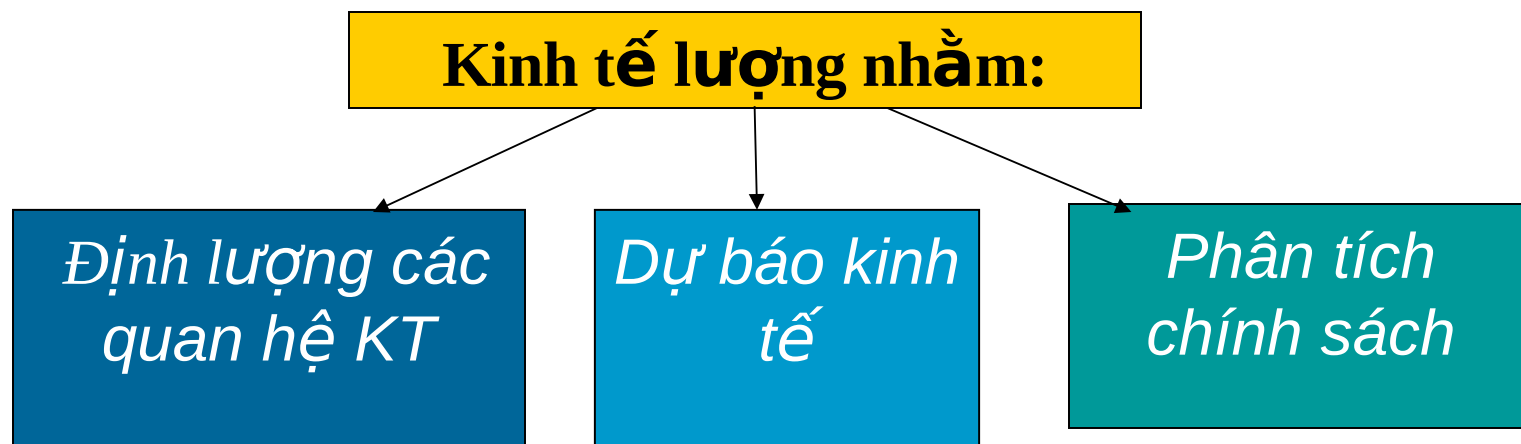 Kinh tế lượng nhằm:
Định lượng các
quan hệ KT
Dự báo kinh
tế
Phân tích
chính sách